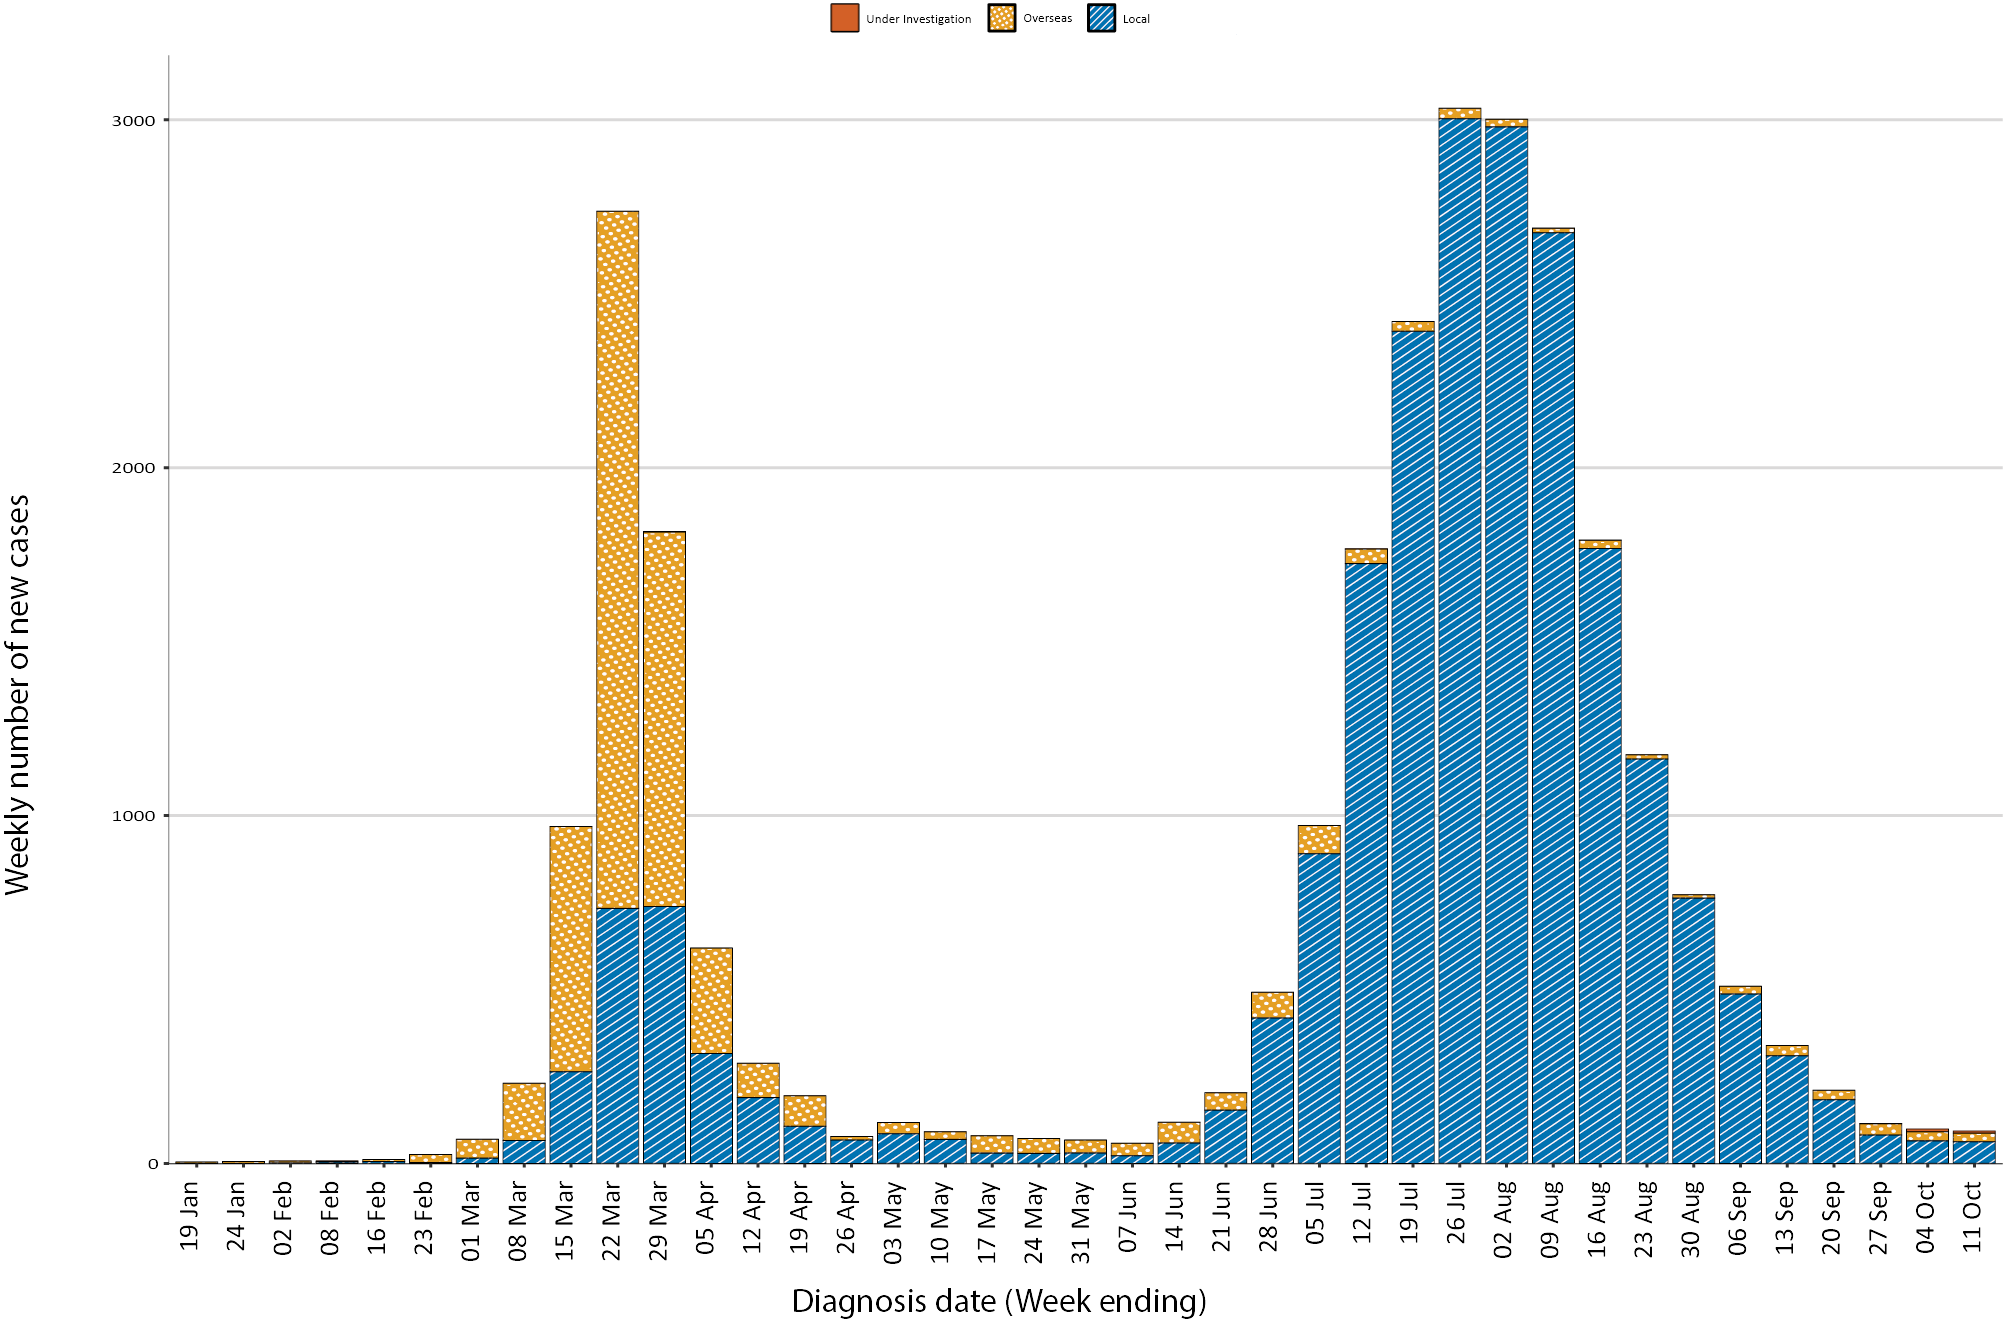 Under Investigation Overseas Local
Weekly number of new cases
3000
2000
1000
0
19 Jan
24 Jan
02 Feb
08 Feb
16 Feb
23 Feb
01 Mar
08 Mar
15 Mar
22 Mar
29 Mar
05 Apr
12 Apr
19 Apr
26 Apr
03 May
10 May
17 May
24 May
31 May
07 Jun
14 Jun
21 Jun
28 Jun
05 Jul
12 Jul
19 Jul
26 Jul
02 Aug
09 Aug
16 Aug
23 Aug
30 Aug
06 Sep
13 Sep
20 Sep
27 Sep
04 Oct
11 Oct
Diagnosis date (Week ending)